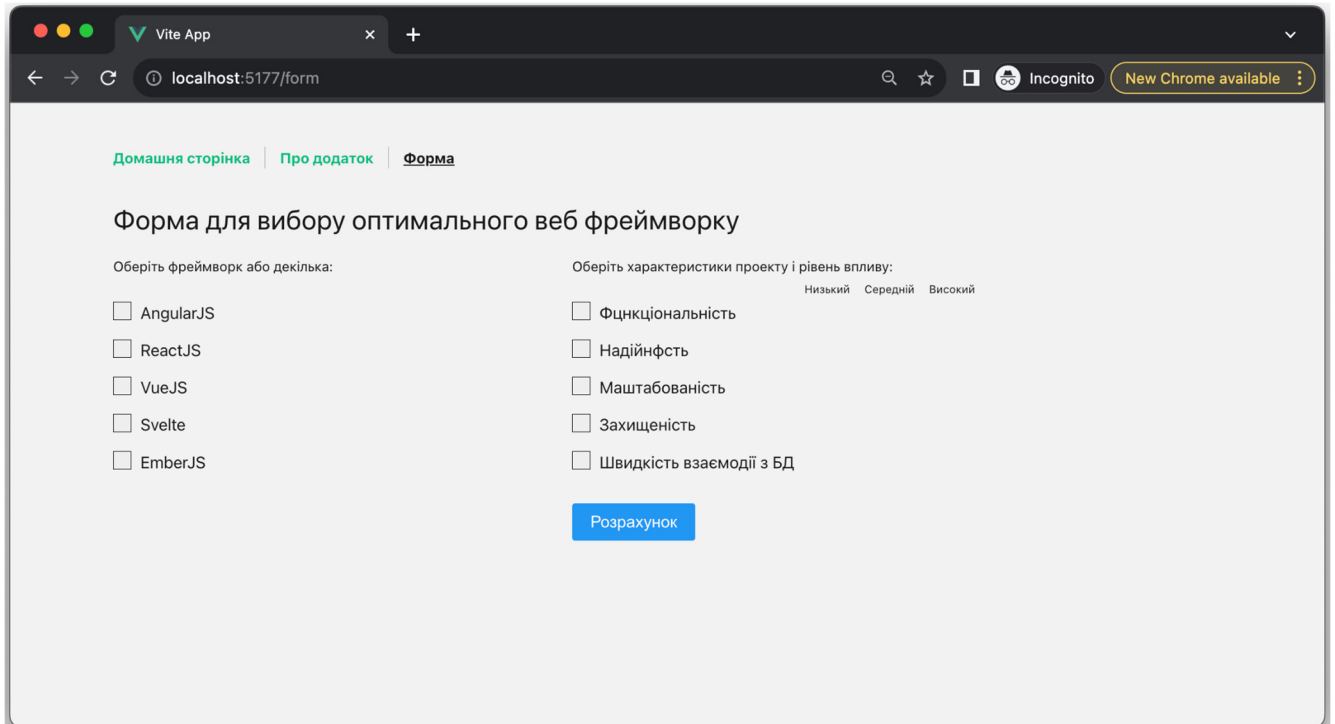 Vite App
localhost:5177/form
Incognito
New Chrome available
Домашня сторінка
Про додаток
Форма
Форма для вибору оптимального веб фреймворку
Оберіть фреймворк або декілька:
AngularJS
ReactJS
VueJS
Svelte
EmberJS
Оберіть характеристики проекту і рівень впливу:
Низький Середній Високий
Фцнкціональність
Надійнфсть
Маштабованість
Захищеність
Швидкість взаємодії з БД
Розрахунок